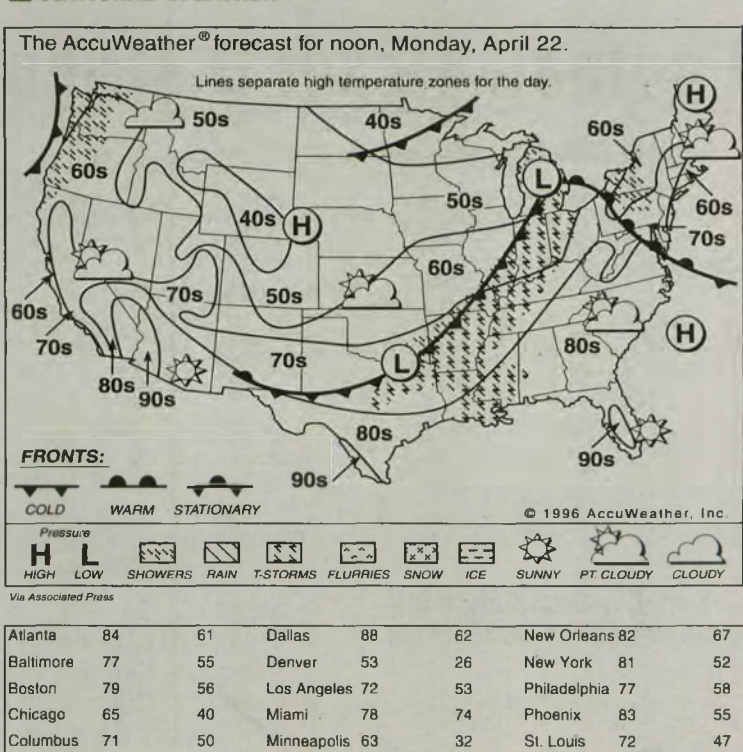 The AccuWeather® forecast for noon, Monday, April 22.
Lines separate high temperature zones for the day.
50s
40s
60s
H
60s
40s
H
50s
L
60s
70s
60s
50s
70s
60s
70s
70s
80s
90s
L
80s
H
80s
90s
90s
FRONTS:
COLD WARM STATIONARY
© 1996 AccuWeather, Inc.
Pressure
H L
HIGH LOW SHOWERS RAIN T-STORMS FLURRIES SNOW ICE SUNNY PT. CLOUDY CLOUDY
Via Associated Press
Atlanta 84 61 Dallas 88 62 New Orleans 82 67
Baltimore 77 55 Denver 53 26 New York 81 52
Boston 79 56 Los Angeles 72 53 Philadelphia 77 58
Chicago 65 40 Miami 78 74 Phoenix 83 55
Columbus 71 50 Minneapolis 63 32 St. Louis 72 47